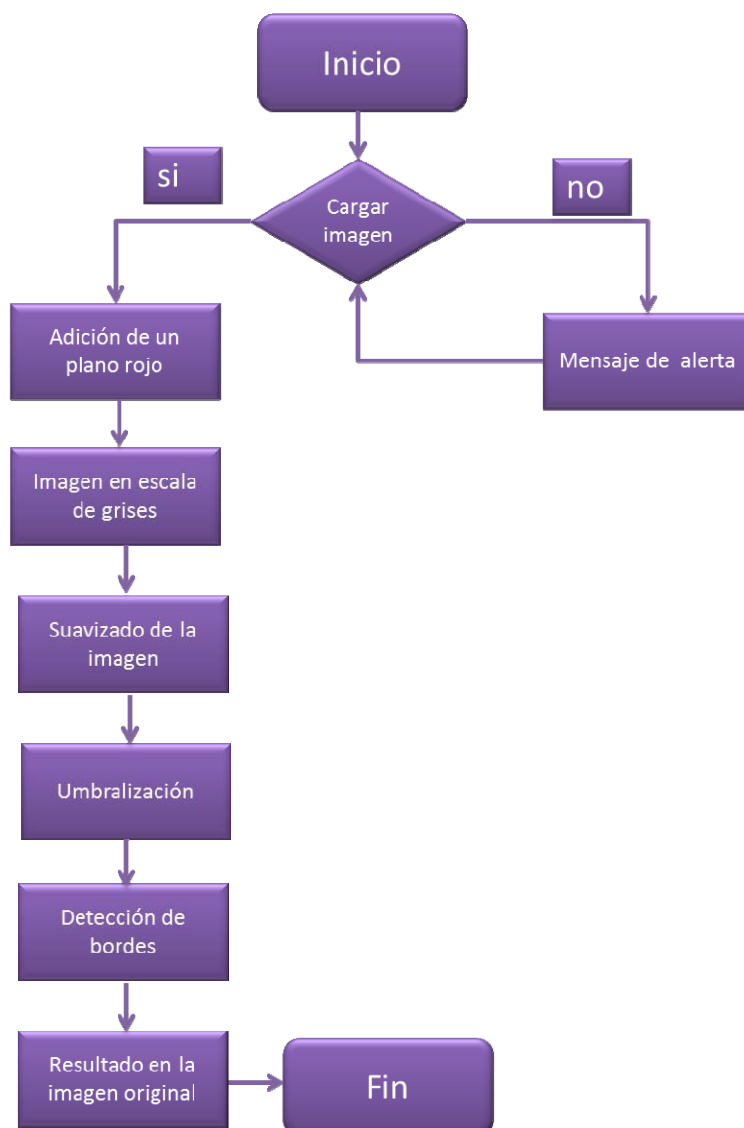 Inicio
si
no
Cargar
imagen
Adición de un
plano rojo
Mensaje de alerta
Imagen en escala
de grises
Suavizado de la
imagen
Umbralización
Detección de
bordes
Resultado en la
imagen original
Fin